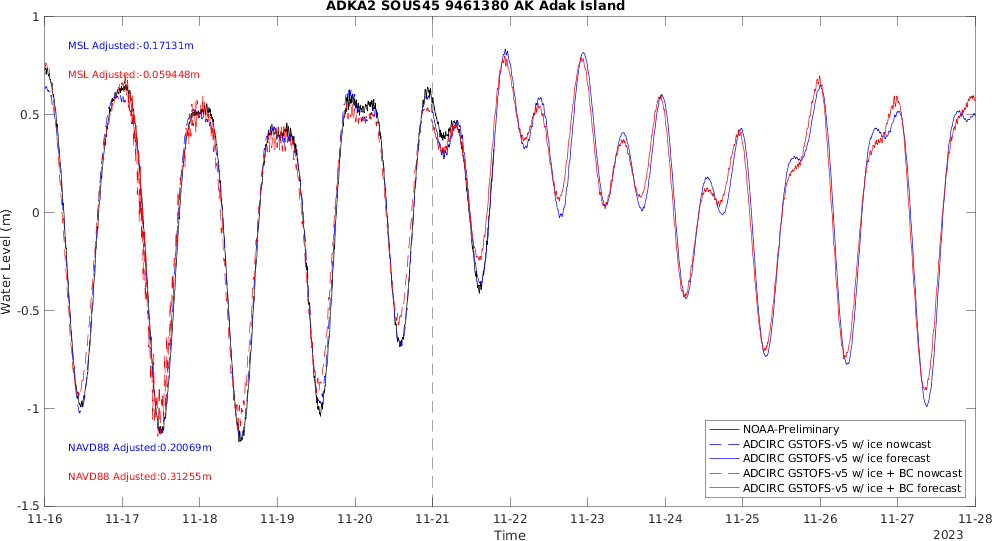 ADKA2 SOUS45 9461380 AK Adak Island
MSL Adjusted:-0.17131m
MSL Adjusted:-0.059448m
NAVD88 Adjusted:0.20069m
NAVD88 Adjusted:0.31255m
Water Level (m)
1
0.5
0
-0.5
-1
-1.5
NOAA-Preliminary
ADCIRC GSTOFS-v5 w/ ice nowcast
ADCIRC GSTOFS-v5 w/ ice forecast
ADCIRC GSTOFS-v5 w/ ice + BC nowcast
ADCIRC GSTOFS-v5 w/ ice + BC forecast
11-16 11-17 11-18 11-19 11-20 11-21 11-22 11-23 11-24 11-25 11-26 11-27 11-28
Time
2023